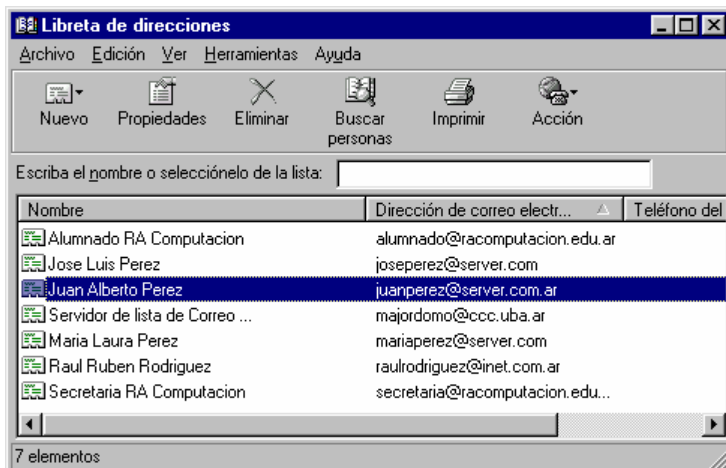 Libreta de direcciones
Archivo Edición Ver Herramientas Ayuda
Nuevo Propiedades Eliminar Buscar personas Imprimir Acción
Escriba el nombre o selecciónelo de la lista:
Nombre Dirección de correo electr... Teléfono del
Alumnado RA Computacion alumnado@racomputacion.edu.ar
Jose Luis Perez joseperez@server.com
Juan Alberto Perez juanperez@server.com.ar
Servidor de lista de Correo ... majordomo@ccc.uba.ar
Maria Laura Perez mariaperez@server.com
Raul Ruben Rodriguez raulrodriguez@inet.com.ar
Secretaria RA Computacion secretaria@racomputacion.edu...
7 elementos